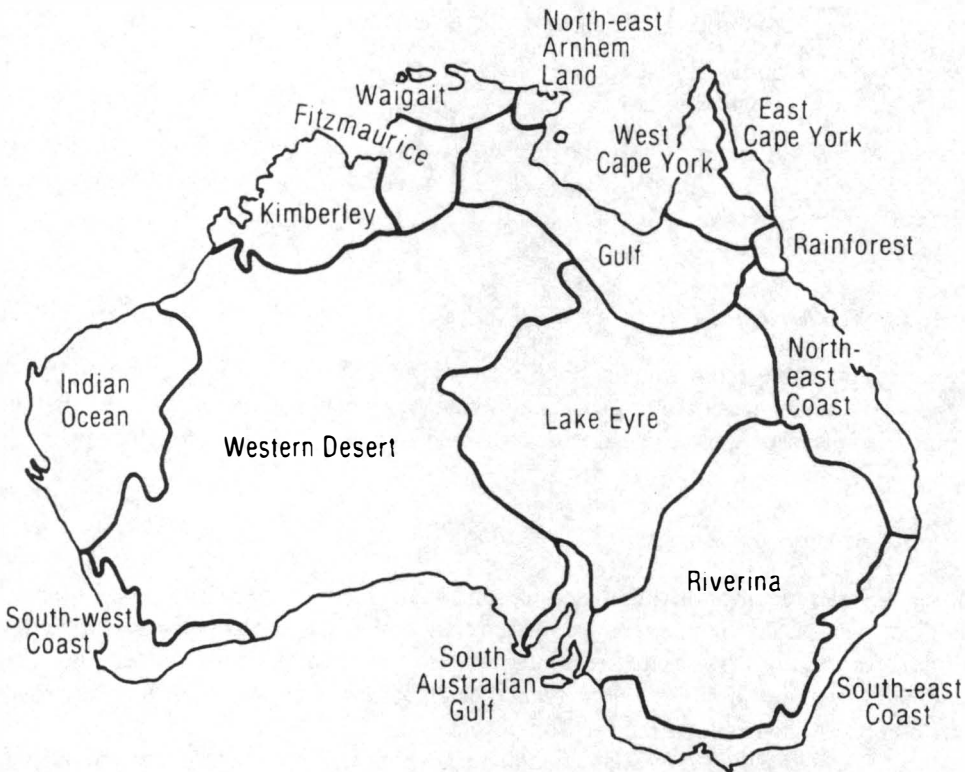 North-east
Arnhem
Land
Waigait
Fitzmaurice
East
Cape York
West
Cape York
Kimberley
Rainforest
Gulf
North-
east
Coast
Indian
Ocean
Lake Eyre
Western Desert
Riverina
South-west
Coast
South
Australian
Gulf
South-east
Coast